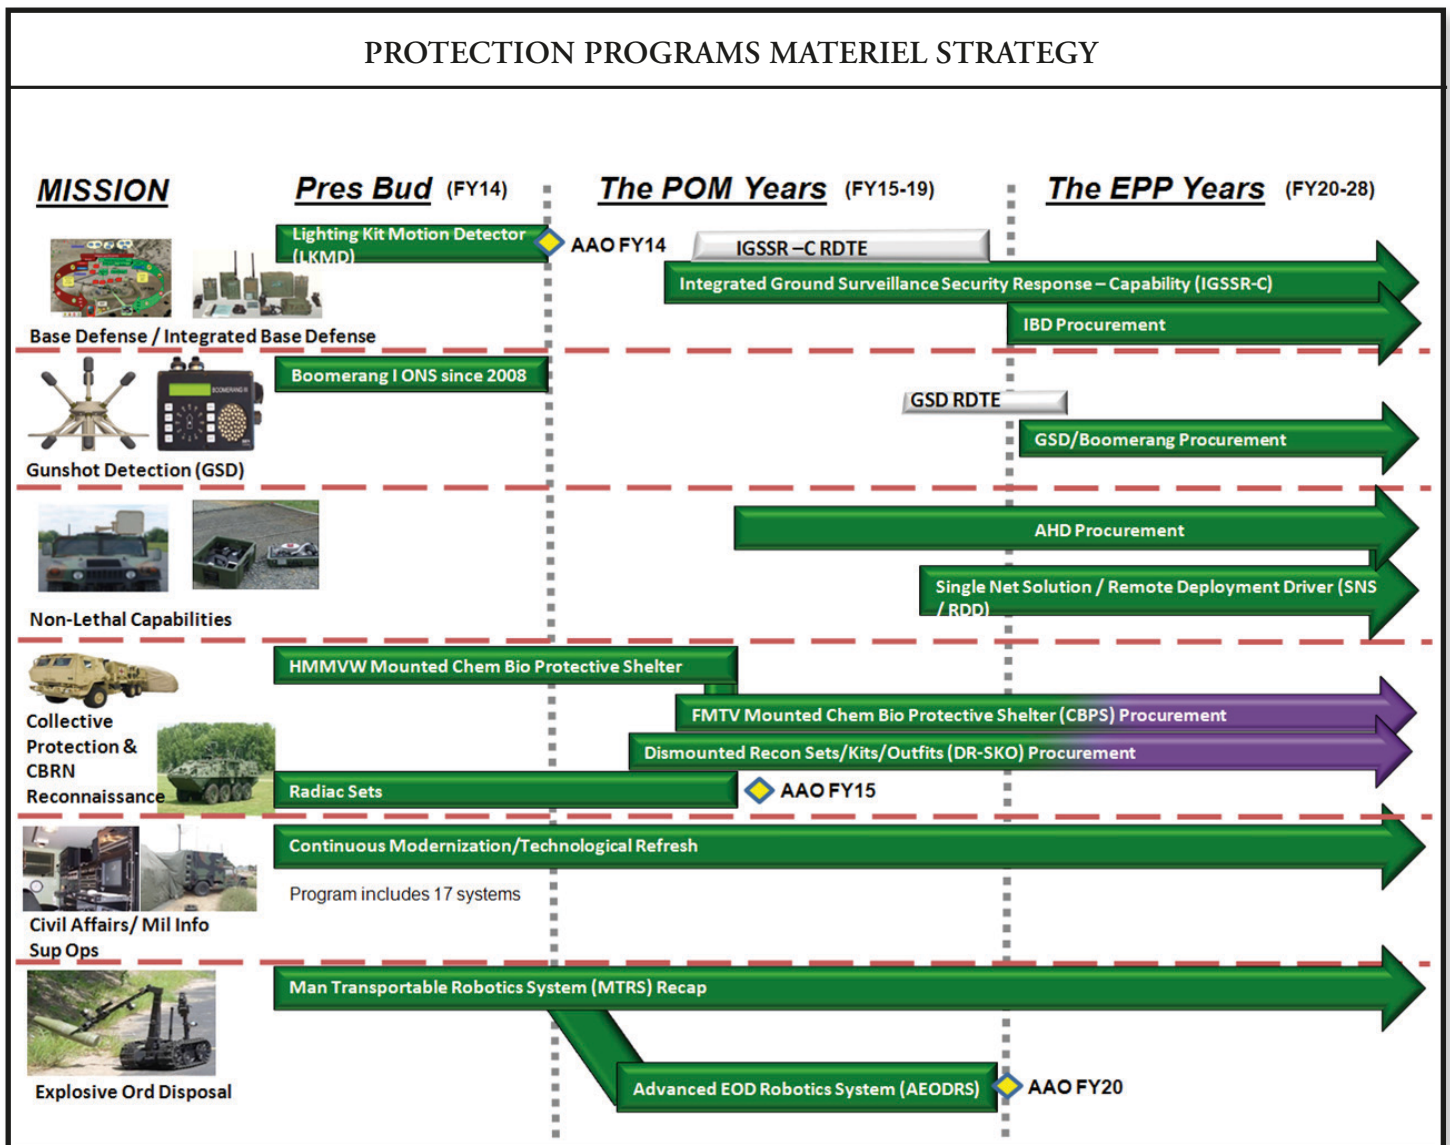 PROTECTION PROGRAMS MATERIEL STRATEGY
MISSION
Pres Bud (FY14)
The POM Years (FY15-19)
The EPP Years (FY20-28)
Lighting Kit Motion Detector
(LKMD)
AAO FY14
IGSSR –C RDTE
Integrated Ground Surveillance Security Response – Capability (IGSSR-C)
IBD Procurement
Base Defense / Integrated Base Defense
Boomerang I ONS since 2008
BOOMERANG III
GSD RDTE
GSD/Boomerang Procurement
Gunshot Detection (GSD)
AHD Procurement
Single Net Solution / Remote Deployment Driver (SNS
/ RDD)
Non-Lethal Capabilities
HMMVW Mounted Chem Bio Protective Shelter
FMTV Mounted Chem Bio Protective Shelter (CBPS) Procurement
Collective
Protection &
CBRN
Reconnaissance
Dismounted Recon Sets/Kits/Outfits (DR-SKO) Procurement
Radiac Sets
AAO FY15
Continuous Modernization/Technological Refresh
Program includes 17 systems
Civil Affairs/ Mil Info
Sup Ops
Man Transportable Robotics System (MTRS) Recap
Advanced EOD Robotics System (AEODRS)
AAO FY20
Explosive Ord Disposal